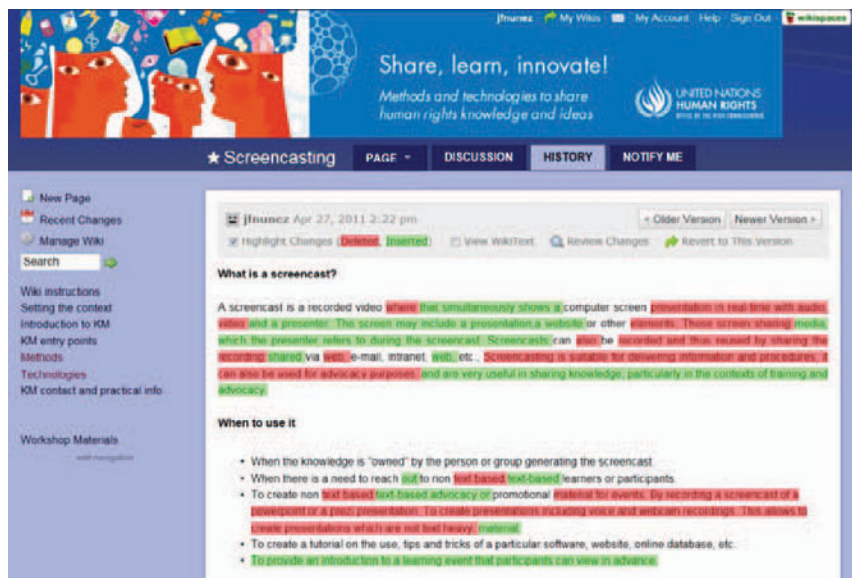 jfnunez My Wikis My Account Help Sign Out wikispaces
Share, learn, innovate!
Methods and technologies to share
human rights knowledge and ideas
UNITED NATIONS
HUMAN RIGHTS
OFFICE OF THE HIGH COMMISSIONER
★ Screencasting PAGE DISCUSSION HISTORY NOTIFY ME
New Page
Recent Changes
Manage Wiki
Search
Wiki instructions
Setting the context
Introduction to KM
KM entry points
Methods
Technologies
KM contact and practical info
Workshop Materials
edit navigation
jfnunez Apr 27, 2011 2:22 pm « Older Version Newer Version »
Highlight Changes (Deleted, Inserted) View WikiText Review Changes Revert to This Version
What is a screencast?
A screencast is a recorded video where that simultaneously shows a computer screen presentation in real time with audio,
video and a presenter. The screen may include a presentation,a website or other elements. These screen sharing media,
which the presenter refers to during the screencast. Screencasts can also be recorded and thus reused by sharing the
recording shared via web, e-mail, intranet, web, etc., Screencasting is suitable for delivering information and procedures, it
can also be used for advocacy purposes. and are very useful in sharing knowledge, particularly in the contexts of training and
advocacy.
When to use it
• When the knowledge is "owned" by the person or group generating the screencast.
• When there is a need to reach out to non text based text-based learners or participants.
• To create non text based text-based advocacy or promotional material for events. By recording a screencast of a
powerpoint or a prezi presentation. To create presentations including voice and webcam recordings. This allows to
create presentations which are not text heavy. material.
• To create a tutorial on the use, tips and tricks of a particular software, website, online database, etc.
• To provide an introduction to a learning event that participants can view in advance.